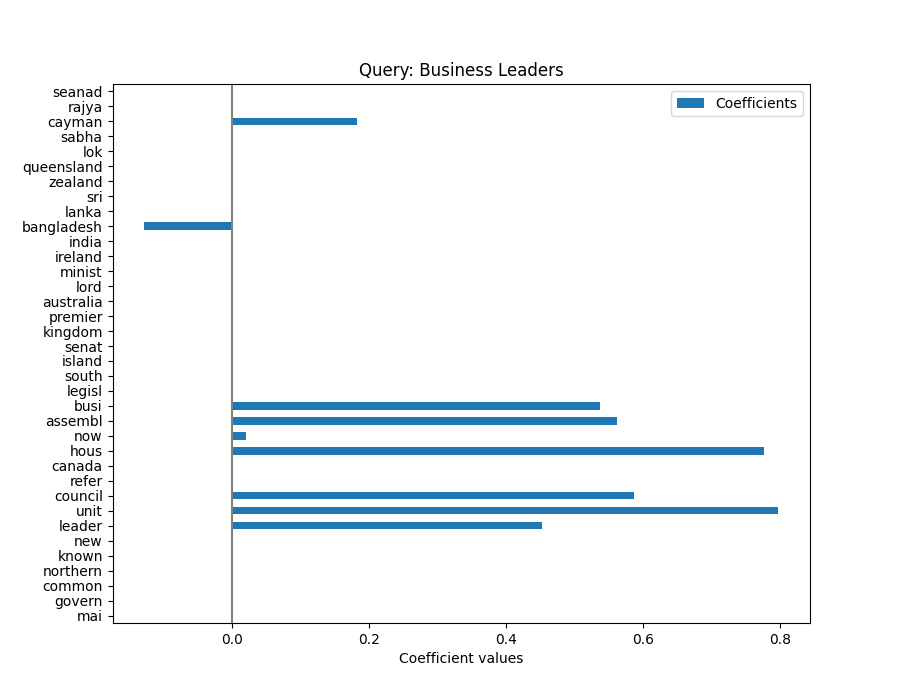 Query: Business Leaders
Coefficients
seanad
rajya
cayman
sabha
lok
queensland
zealand
sri
lanka
bangladesh
india
ireland
minist
lord
australia
premier
kingdom
senat
island
south
legisl
busi
assembl
now
hous
canada
refer
council
unit
leader
new
known
northern
common
govern
mai
0.0 0.2 0.4 0.6 0.8
Coefficient values